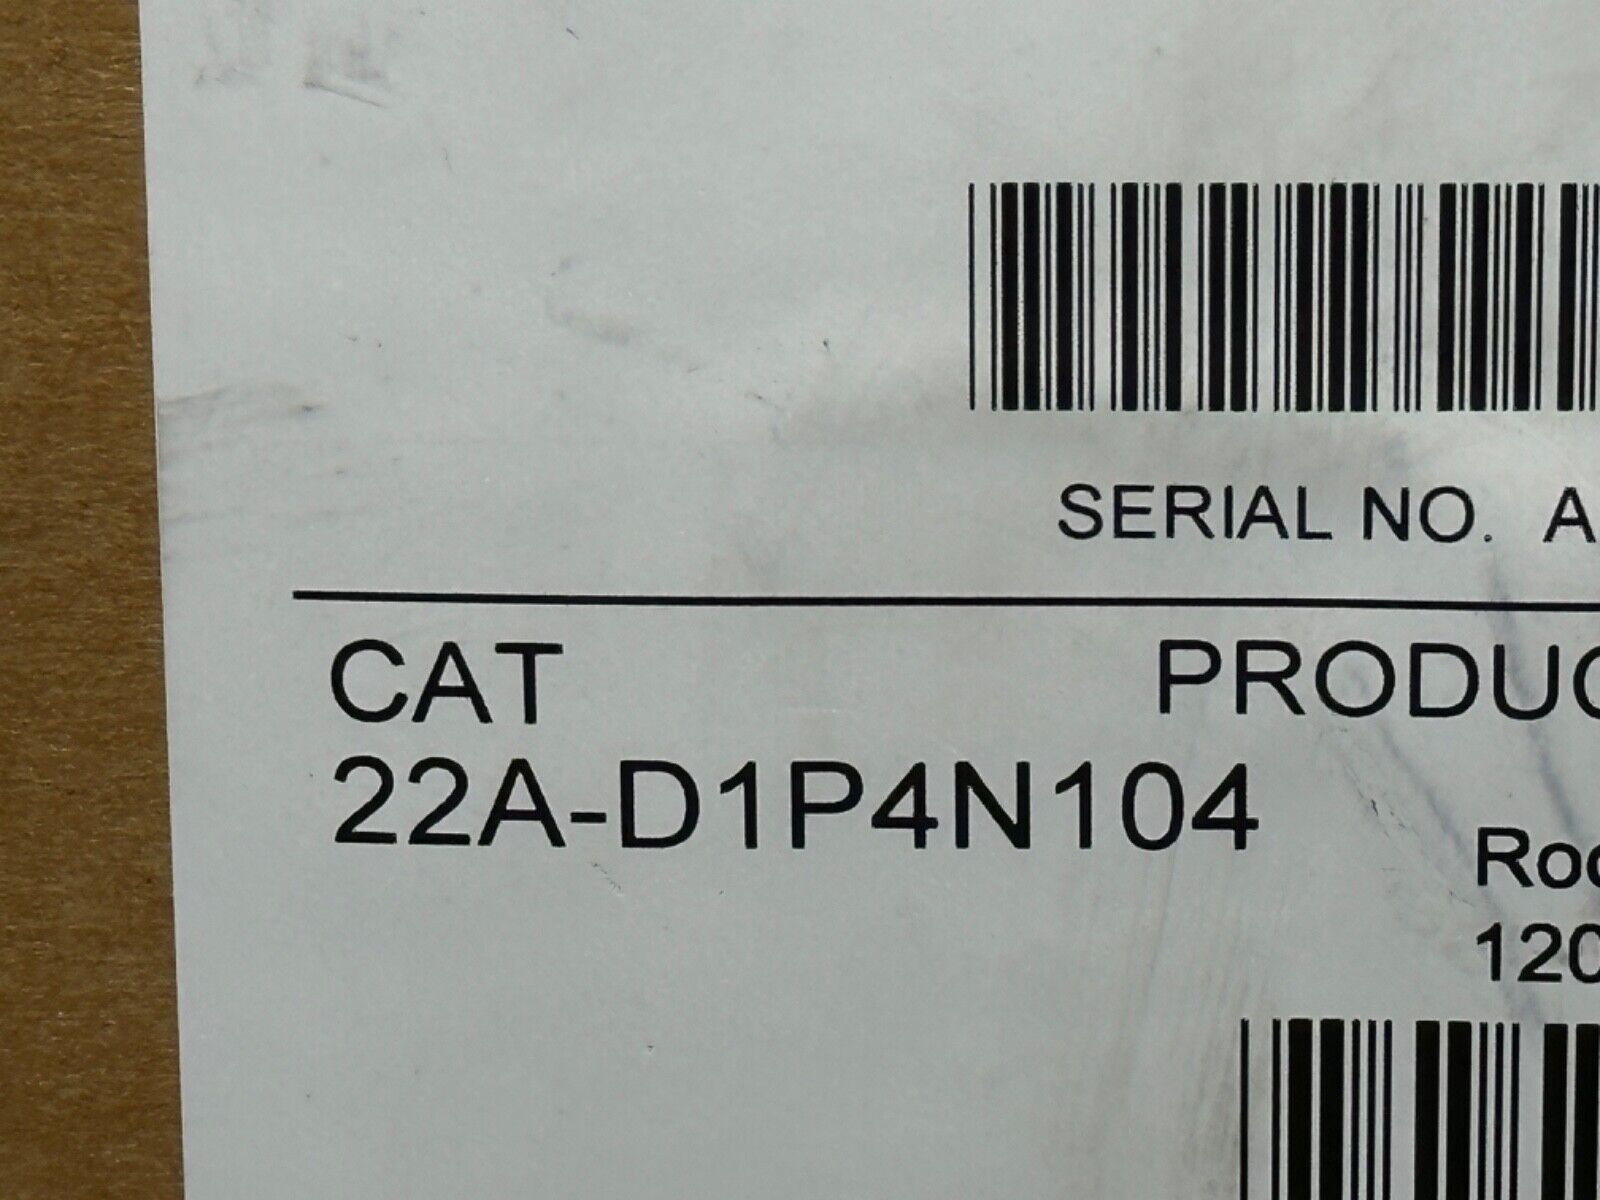 SERIAL NO. A
CAT
PRODUC
22A-D1P4N104
Roc
120